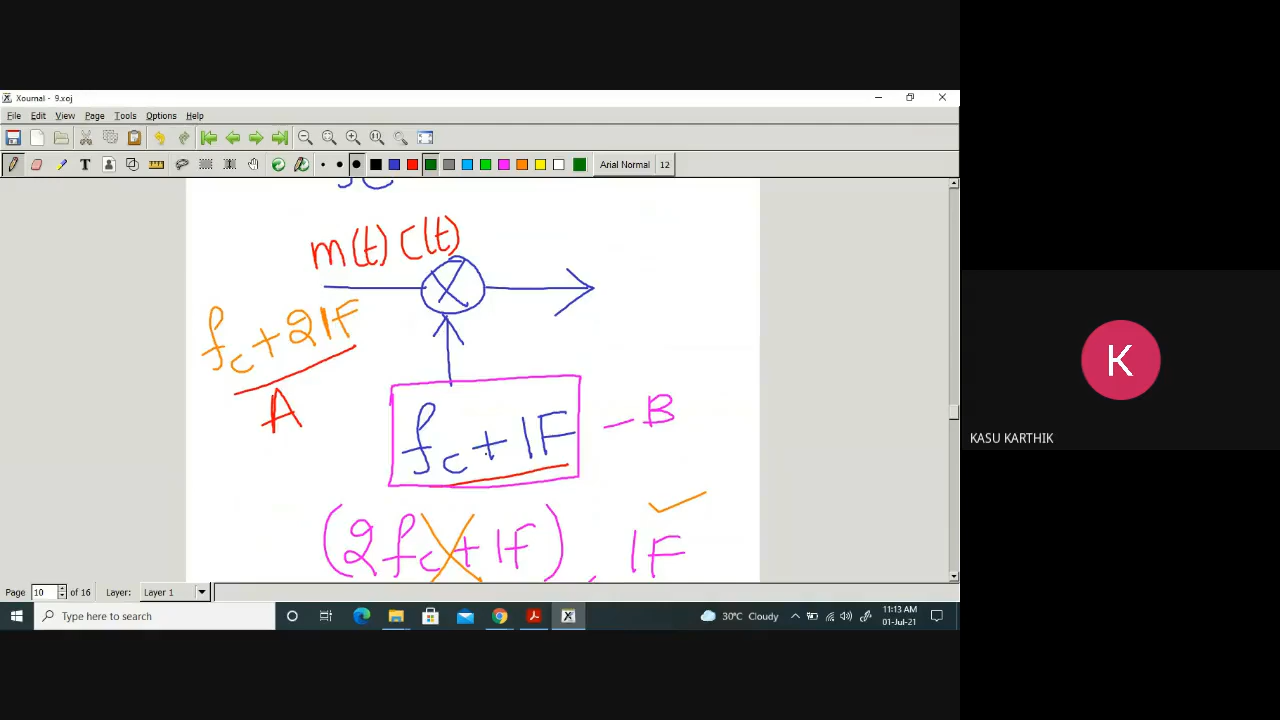 Xournal - 9.xoj
File Edit View Page Tools Options Help
Arial Normal 12
m(t) c(t)
fc+2IF
A
fc+IF - B
(2fc+IF), IF
Page 10 of 16 Layer: Layer 1
Type here to search
30°C Cloudy
11:13 AM
01-Jul-21
K
KASU KARTHIK